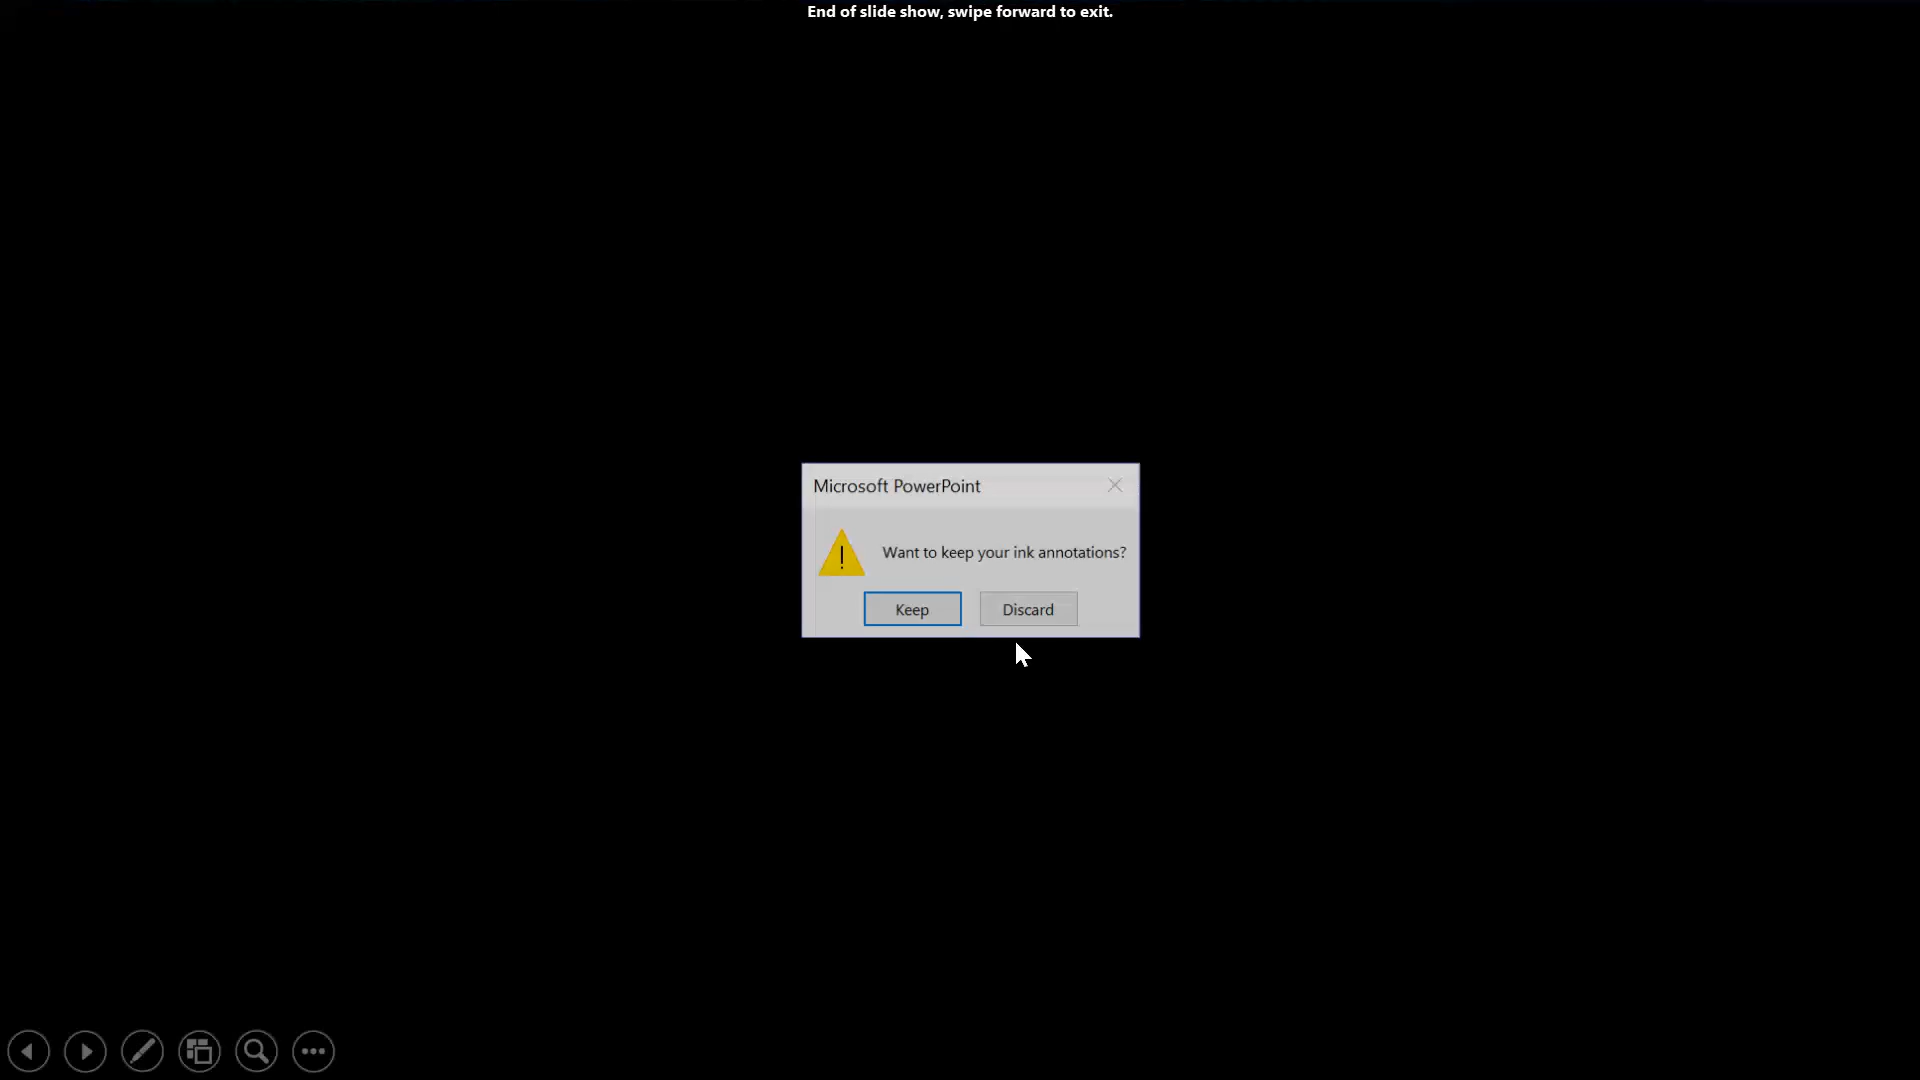 End of slide show, swipe forward to exit.
Microsoft PowerPoint
Want to keep your ink annotations?
Keep
Discard